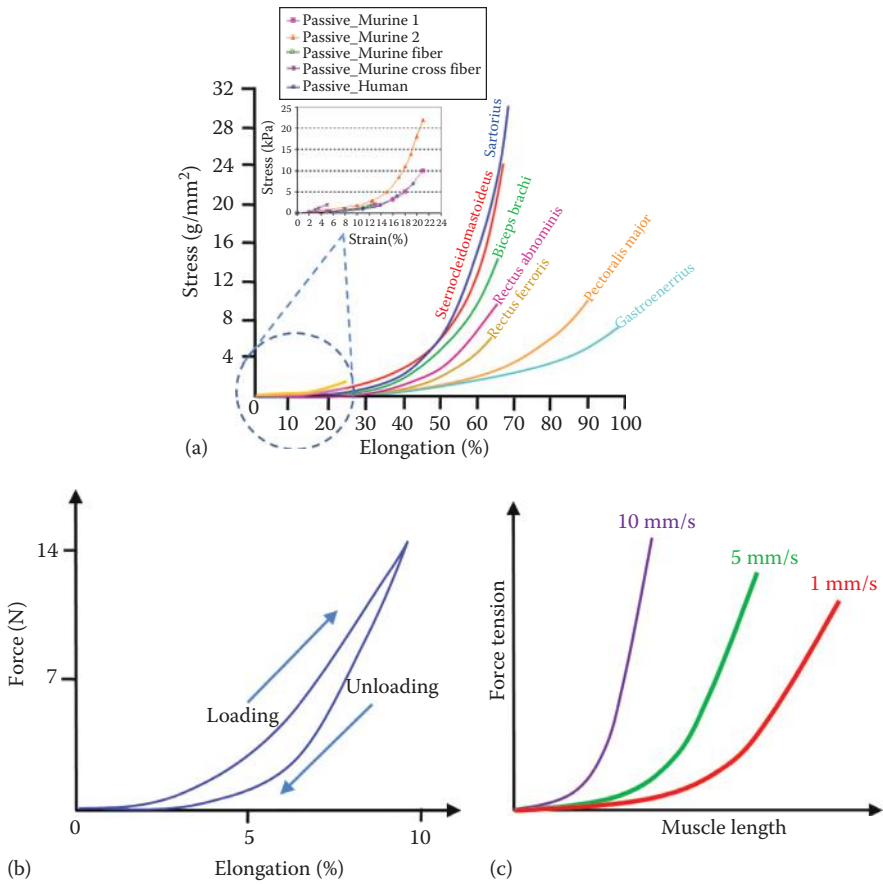 Passive_Murine 1
Passive_Murine 2
Passive_Murine fiber
Passive_Murine cross fiber
Passive_Human
32
28
24
20
16
12
8
4
0
10 20 30 40 50 60 70 80 90 100
Stress (g/mm²)
Elongation (%)
25
20
15
10
5
0
0 2 4 6 8 10 12 14 16 18 20 22 24
Stress (kPa)
Strain(%)
Sternocleidomastoideus
Sartorius
Biceps brachi
Rectus abnominis
Rectus ferroris
Pectoralis major
Gastroenerrius
(a)
14
7
0 5 10
Force (N)
Loading
Unloading
Elongation (%)
(b)
10 mm/s
5 mm/s
1 mm/s
Force tension
Muscle length
(c)